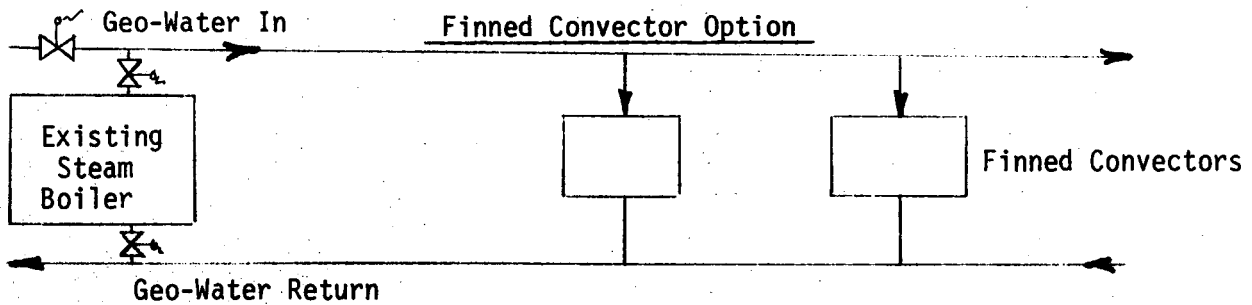 Geo-Water In
Finned Convector Option
Existing
Steam
Boiler
Finned Convectors
Geo-Water Return